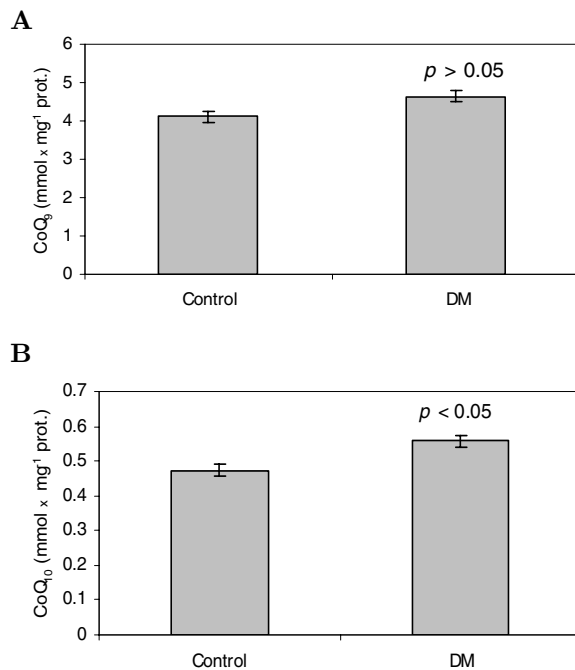 A
6
5
4
3
2
1
0
CoQ₉ (mmol x mg⁻¹ prot.)
p > 0.05
Control DM
B
0.7
0.6
0.5
0.4
0.3
0.2
0.1
0
CoQ₁₀ (mmol x mg⁻¹ prot.)
p < 0.05
Control DM